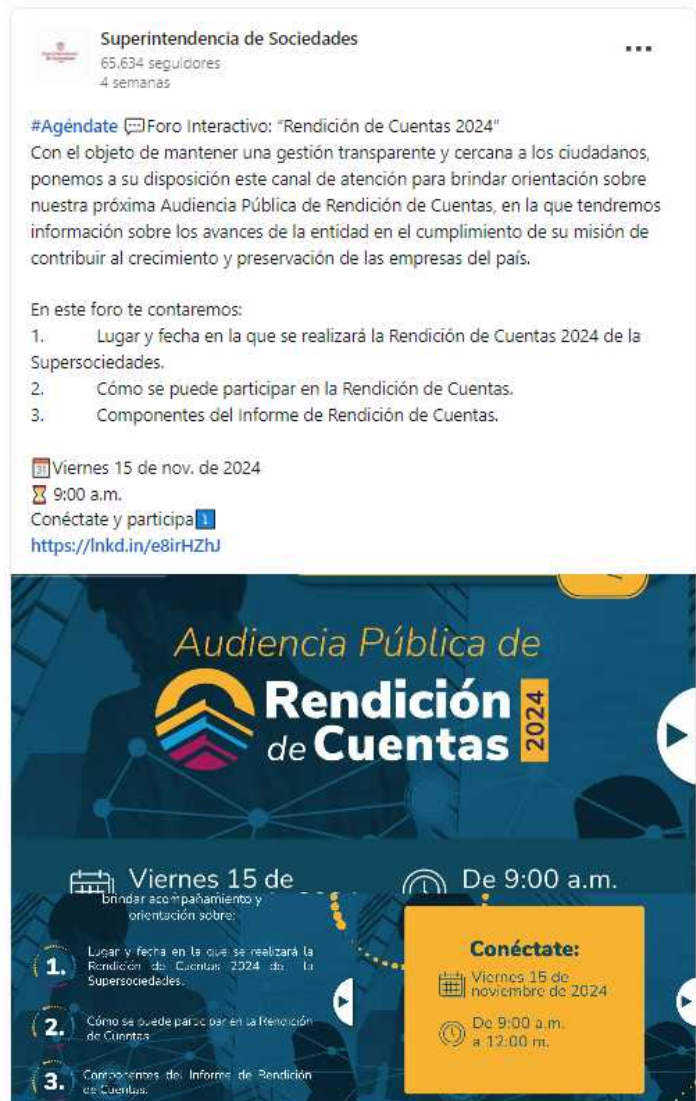 Superintendencia de Sociedades
65.634 seguidores
4 semanas
#Agéndate 💬Foro Interactivo: “Rendición de Cuentas 2024”
Con el objeto de mantener una gestión transparente y cercana a los ciudadanos,
ponemos a su disposición este canal de atención para brindar orientación sobre
nuestra próxima Audiencia Pública de Rendición de Cuentas, en la que tendremos
información sobre los avances de la entidad en el cumplimiento de su misión de
contribuir al crecimiento y preservación de las empresas del país.
En este foro te contaremos:
1. Lugar y fecha en la que se realizará la Rendición de Cuentas 2024 de la
Supersociedades.
2. Cómo se puede participar en la Rendición de Cuentas.
3. Componentes del Informe de Rendición de Cuentas.
Viernes 15 de nov. de 2024
9:00 a.m.
Conéctate y participa
https://lnkd.in/e8irHZhJ
Audiencia Pública de
Rendición
de Cuentas
2024
Viernes 15 de
De 9:00 a.m.
brindar acompañamiento y
orientación sobre:
1. Lugar y fecha en la que se realizará la
Rendición de Cuentas 2024 de la
Supersociedades.
2. Cómo se puede participar en la Rendición
de Cuentas
3. Componentes del Informe de Rendición
de Cuentas.
Conéctate:
Viernes 15 de
noviembre de 2024
De 9:00 a.m.
a 12:00 m.